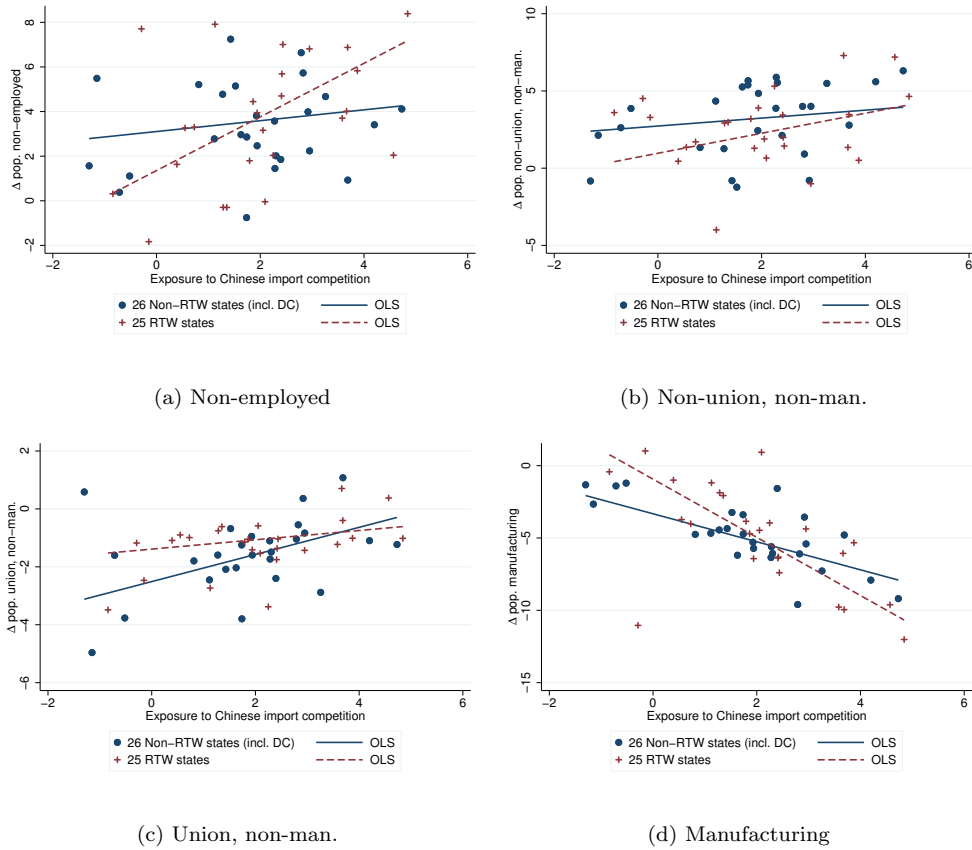 Δ pop. non−employed
8
6
4
2
0
−2
−2 0 2 4 6
Exposure to Chinese import competition
26 Non−RTW states (incl. DC) OLS
25 RTW states OLS
(a) Non-employed
Δ pop. non−union, non−man.
10
5
0
−5
−2 0 2 4 6
Exposure to Chinese import competition
26 Non−RTW states (incl. DC) OLS
25 RTW states OLS
(b) Non-union, non-man.
Δ pop. union, non−man.
2
0
−2
−4
−6
−2 0 2 4 6
Exposure to Chinese import competition
26 Non−RTW states (incl. DC) OLS
25 RTW states OLS
(c) Union, non-man.
Δ pop. manufacturing
0
−5
−10
−15
−2 0 2 4 6
Exposure to Chinese import competition
26 Non−RTW states (incl. DC) OLS
25 RTW states OLS
(d) Manufacturing